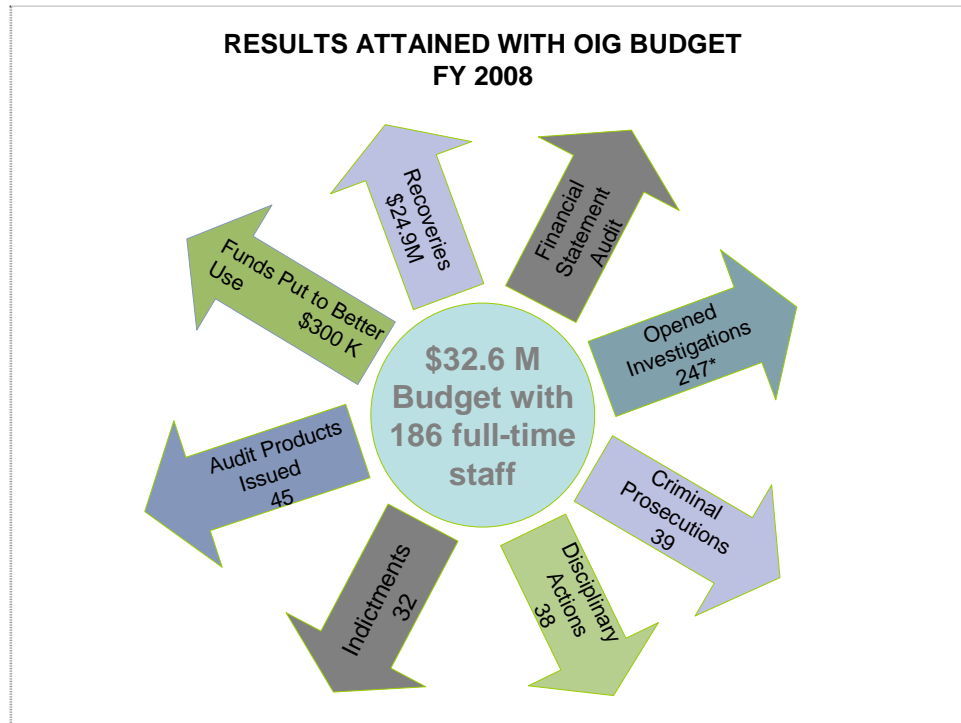 RESULTS ATTAINED WITH OIG BUDGET
FY 2008
Recoveries
$24.9M
Financial
Statement
Audit
Funds Put to Better
Use
$300 K
Opened
Investigations
247*
$32.6 M
Budget with
186 full-time
staff
Audit Products
Issued
45
Criminal
Prosecutions
39
Indictments
32
Disciplinary
Actions
38